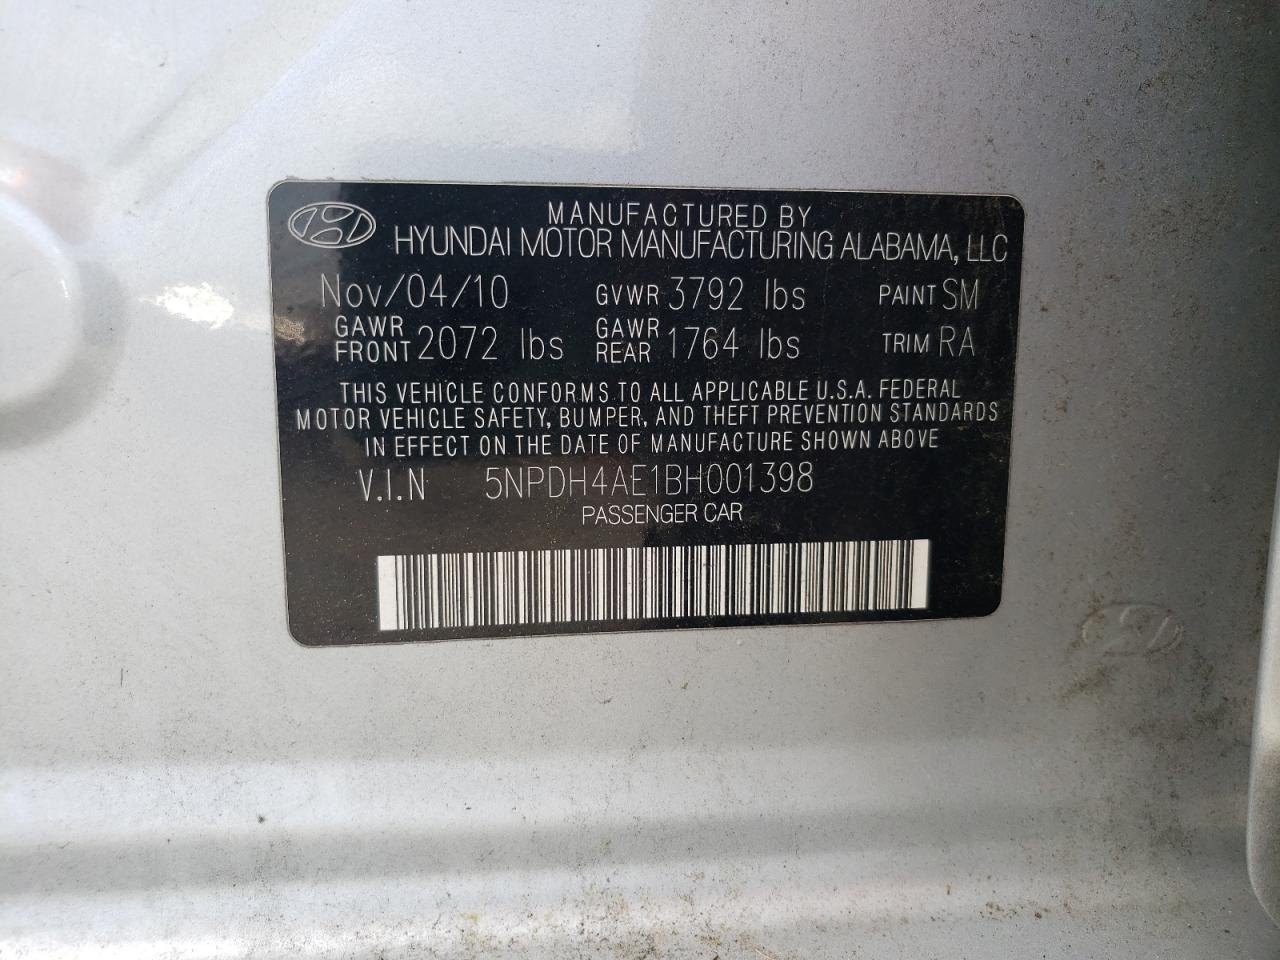 MANUFACTURED BY
HYUNDAI MOTOR MANUFACTURING ALABAMA, LLC
Nov/04/10 GVWR 3792 lbs PAINT SM
GAWR FRONT 2072 lbs GAWR REAR 1764 lbs TRIM RA
THIS VEHICLE CONFORMS TO ALL APPLICABLE U.S.A. FEDERAL
MOTOR VEHICLE SAFETY, BUMPER, AND THEFT PREVENTION STANDARDS
IN EFFECT ON THE DATE OF MANUFACTURE SHOWN ABOVE
V.I.N 5NPDH4AE1BH001398
PASSENGER CAR